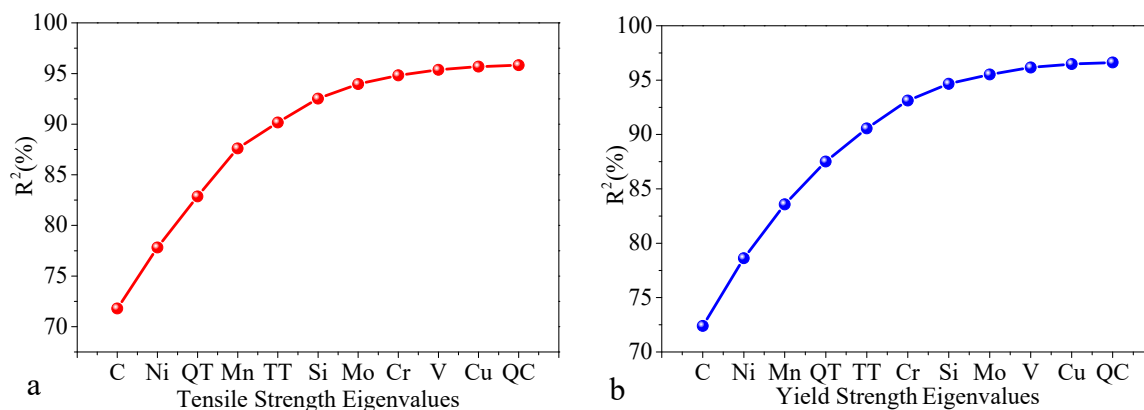 100
95
90
85
80
75
70
R²(%)
C Ni QT Mn TT Si Mo Cr V Cu QC
a
Tensile Strength Eigenvalues
100
95
90
85
80
75
70
R²(%)
C Ni Mn QT TT Cr Si Mo V Cu QC
b
Yield Strength Eigenvalues